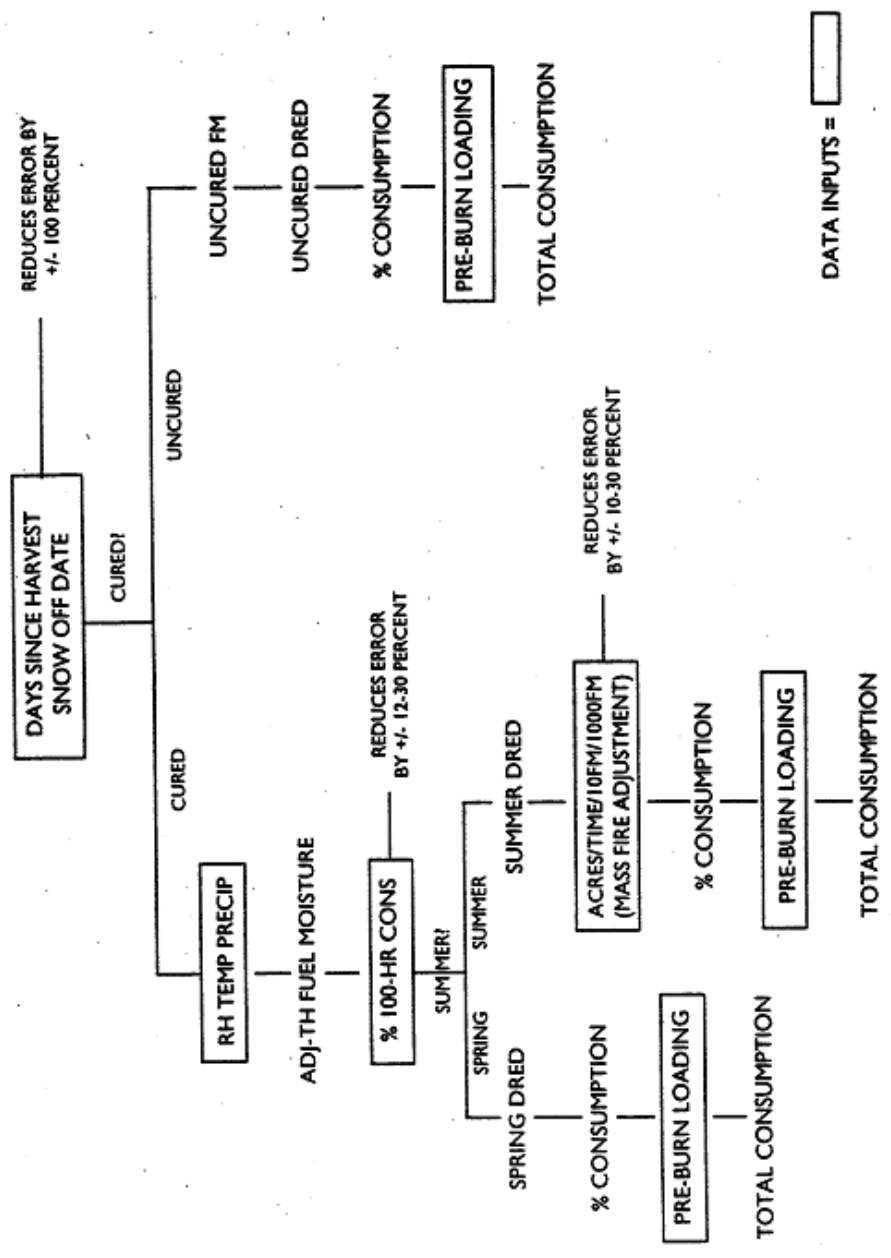 DAYS SINCE HARVEST
SNOW OFF DATE
REDUCES ERROR BY
+/- 100 PERCENT
CURED?
CURED
UNCURED
RH TEMP PRECIP
ADJ-TH FUEL MOISTURE
% 100-HR CONS
REDUCES ERROR
BY +/- 12-30 PERCENT
SUMMER?
SPRING
SUMMER
SPRING DRED
% CONSUMPTION
PRE-BURN LOADING
TOTAL CONSUMPTION
SUMMER DRED
ACRES/TIME/10FM/1000FM
(MASS FIRE ADJUSTMENT)
REDUCES ERROR
BY +/- 10-30 PERCENT
% CONSUMPTION
PRE-BURN LOADING
TOTAL CONSUMPTION
UNCURED FM
UNCURED DRED
% CONSUMPTION
PRE-BURN LOADING
TOTAL CONSUMPTION
DATA INPUTS =